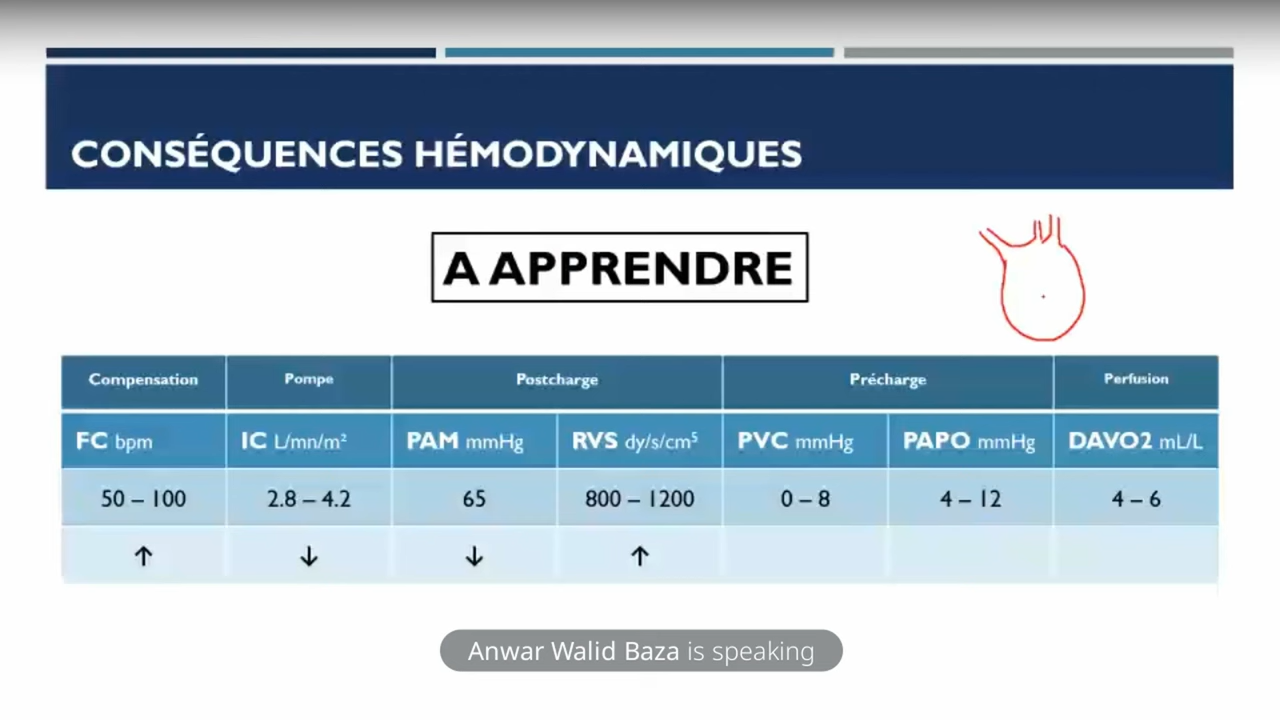 CONSÉQUENCES HÉMODYNAMIQUES
A APPRENDRE
Compensation Pompe Postcharge Précharge Perfusion
FC bpm IC L/mn/m² PAM mmHg RVS dy/s/cm⁵ PVC mmHg PAPO mmHg DAVO2 mL/L
50 – 100 2.8 – 4.2 65 800 – 1200 0 – 8 4 – 12 4 – 6
↑ ↓ ↓ ↑
Anwar Walid Baza is speaking